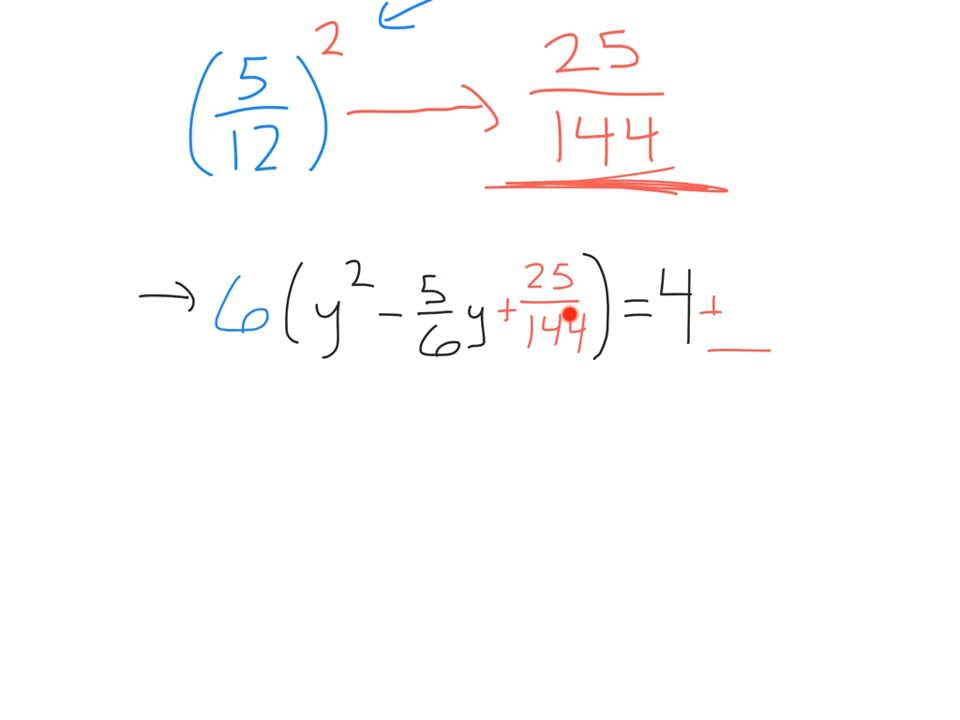 (5/12)² → 25/144
→ 6(y² - 5/6 y + 25/144) = 4 + __